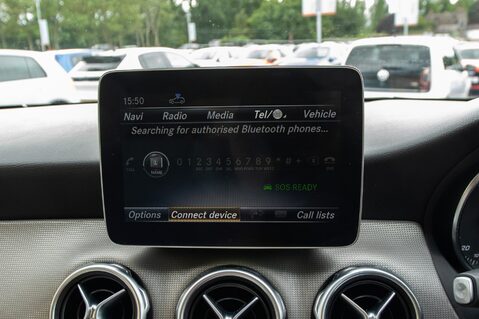 15:50
Navi Radio Media Tel/ Vehicle
Searching for authorised Bluetooth phones...
0 1 2 3 4 5 6 7 8 9 * # +
SOS READY
Options Connect device Call lists